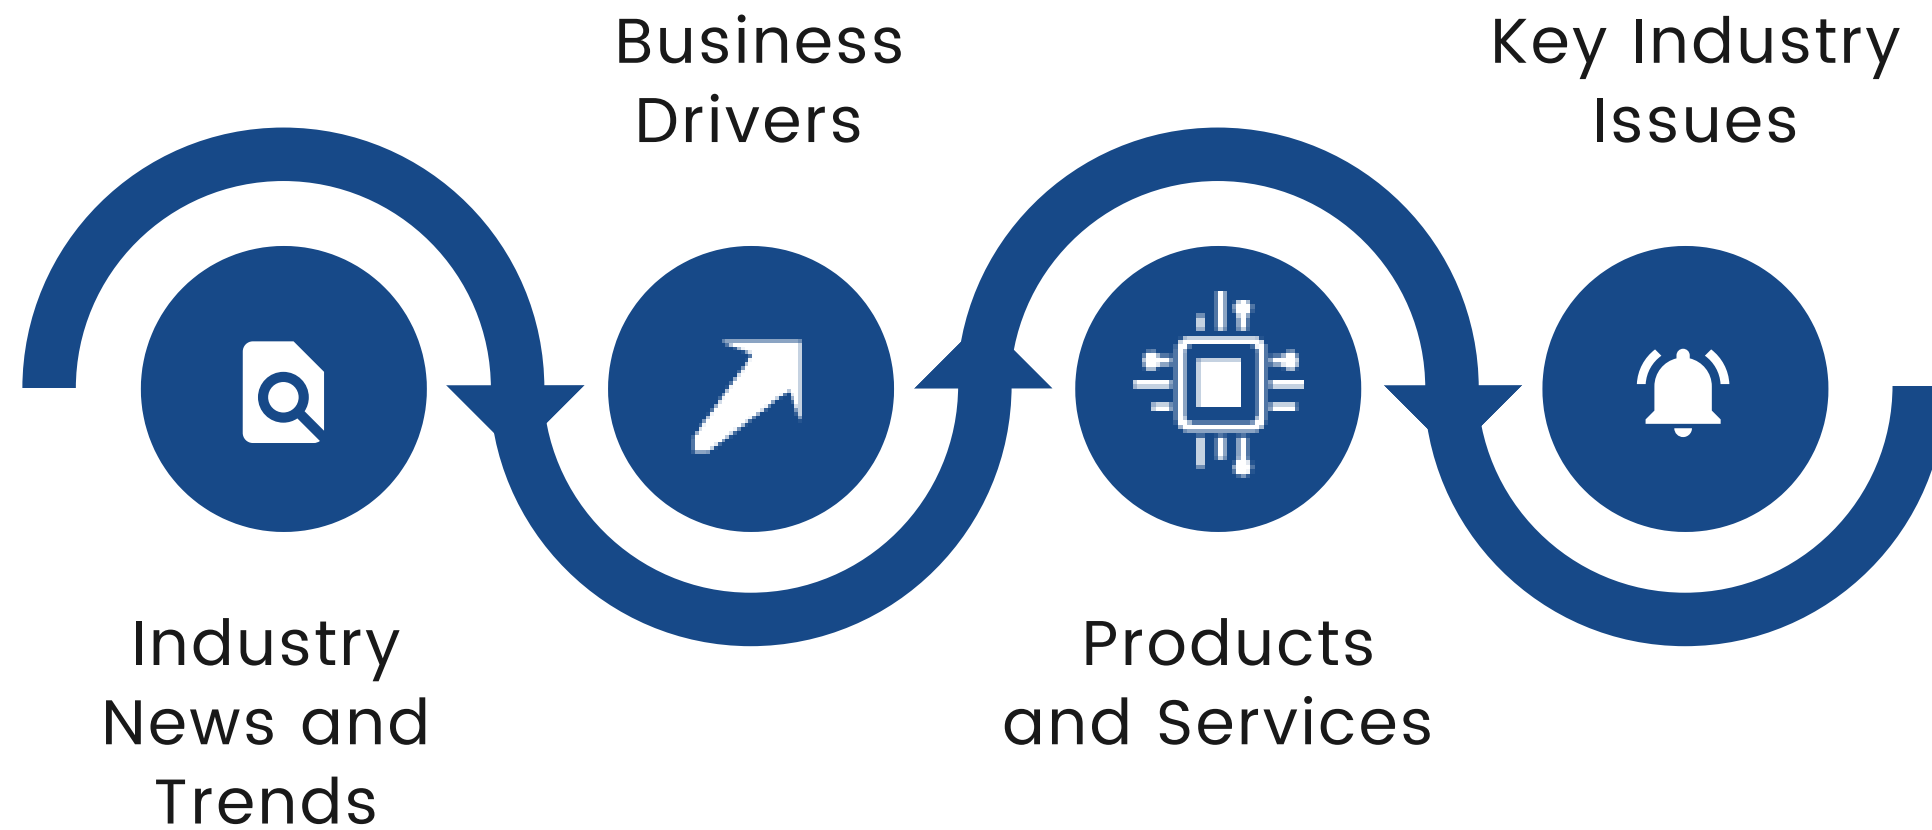 Business
Drivers
Key Industry
Issues
Industry
News and
Trends
Products
and Services